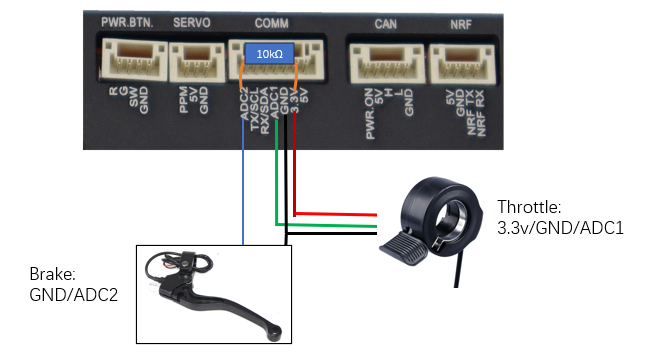 PWR.BTN. SERVO COMM CAN NRF
10kΩ
R
G
SW
GND
PPM
5V
GND
ADC2
TX/SCL
RX/SDA
ADC1
GND
3.3V
5V
PWR.ON
5V
H
L
GND
5V
GND
NRF TX
NRF RX
Throttle:
3.3v/GND/ADC1
Brake:
GND/ADC2